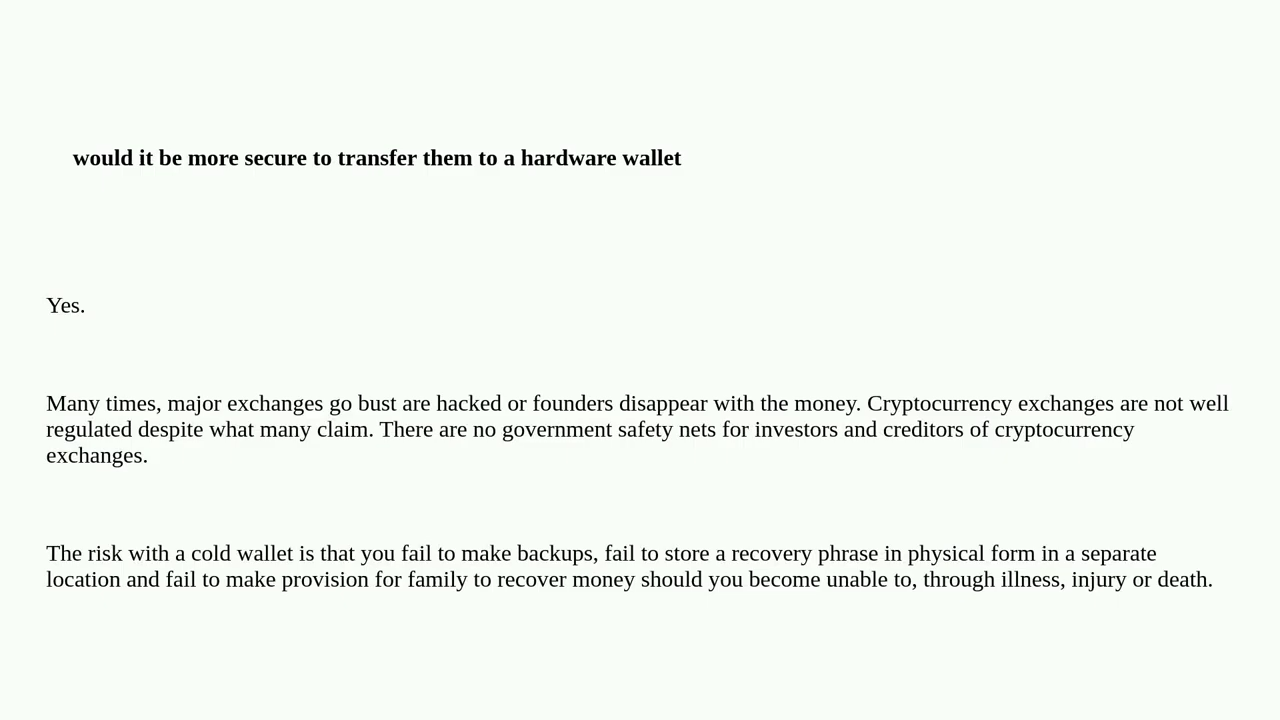 would it be more secure to transfer them to a hardware wallet
Yes.
Many times, major exchanges go bust are hacked or founders disappear with the money. Cryptocurrency exchanges are not well
regulated despite what many claim. There are no government safety nets for investors and creditors of cryptocurrency
exchanges.
The risk with a cold wallet is that you fail to make backups, fail to store a recovery phrase in physical form in a separate
location and fail to make provision for family to recover money should you become unable to, through illness, injury or death.